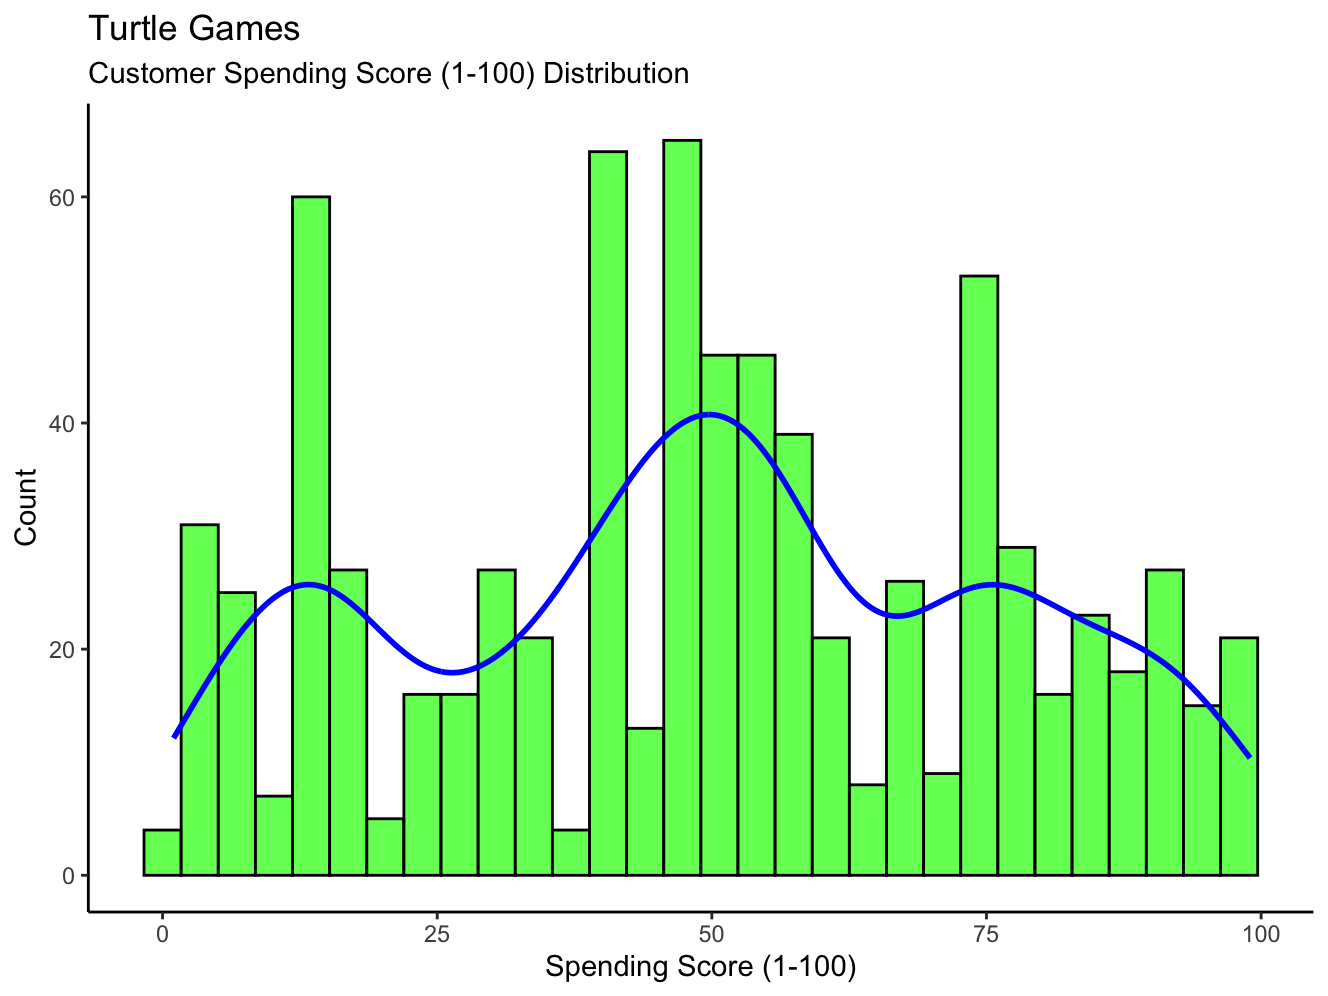 Turtle Games
Customer Spending Score (1-100) Distribution
60
40
20
0
Count
0 25 50 75 100
Spending Score (1-100)